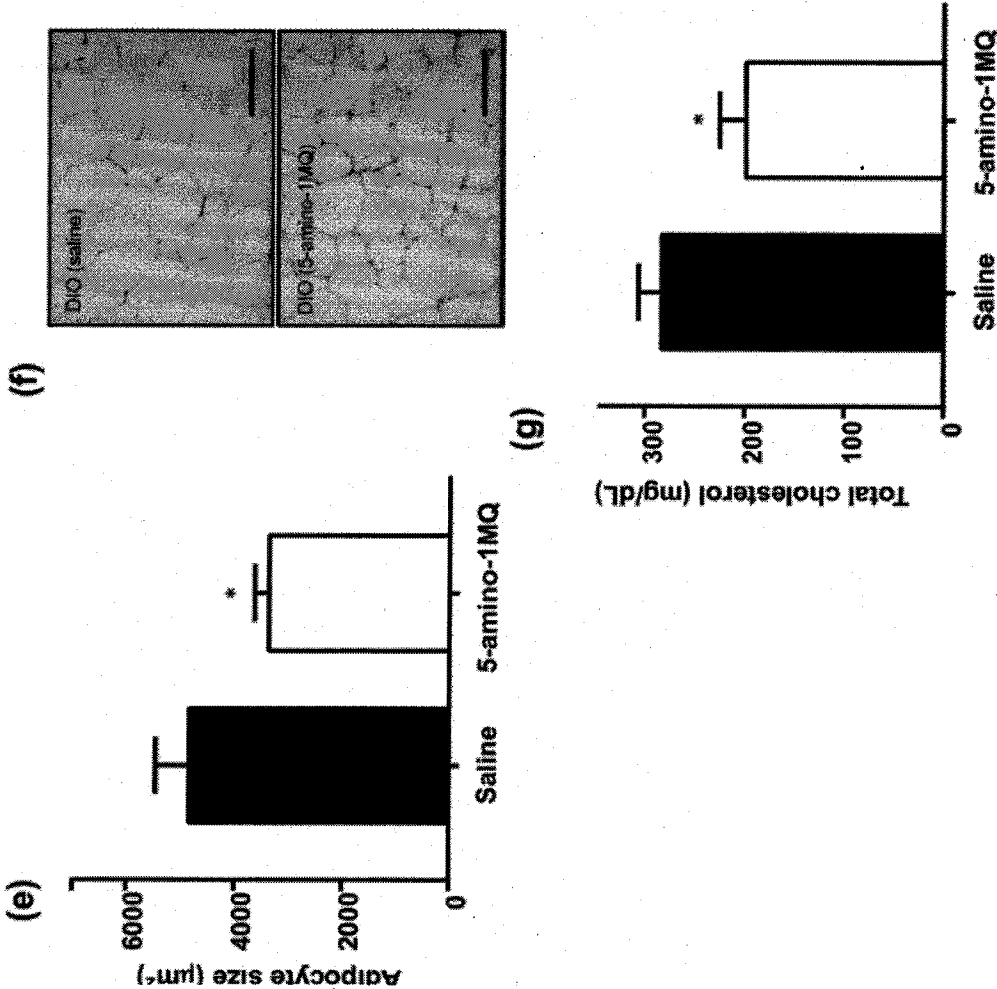 (e)
Adipocyte size (μm²)
6000
4000
2000
0
Saline
5-amino-1MQ
*
(f)
DIO (saline)
DIO (5-amino-1MQ)
(g)
Total cholesterol (mg/dL)
300
200
100
0
Saline
5-amino-1MQ
*